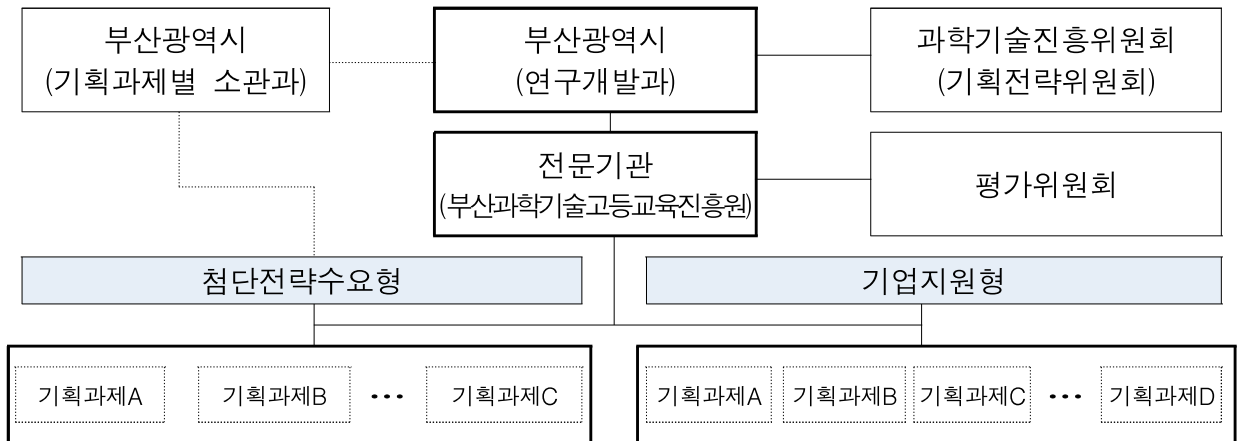 부산광역시
(기획과제별 소관과)
부산광역시
(연구개발과)
과학기술진흥위원회
(기획전략위원회)
전문기관
(부산과학기술고등교육진흥원)
평가위원회
첨단전략수요형
기업지원형
기획과제A
기획과제B
···
기획과제C
기획과제A
기획과제B
기획과제C
···
기획과제D